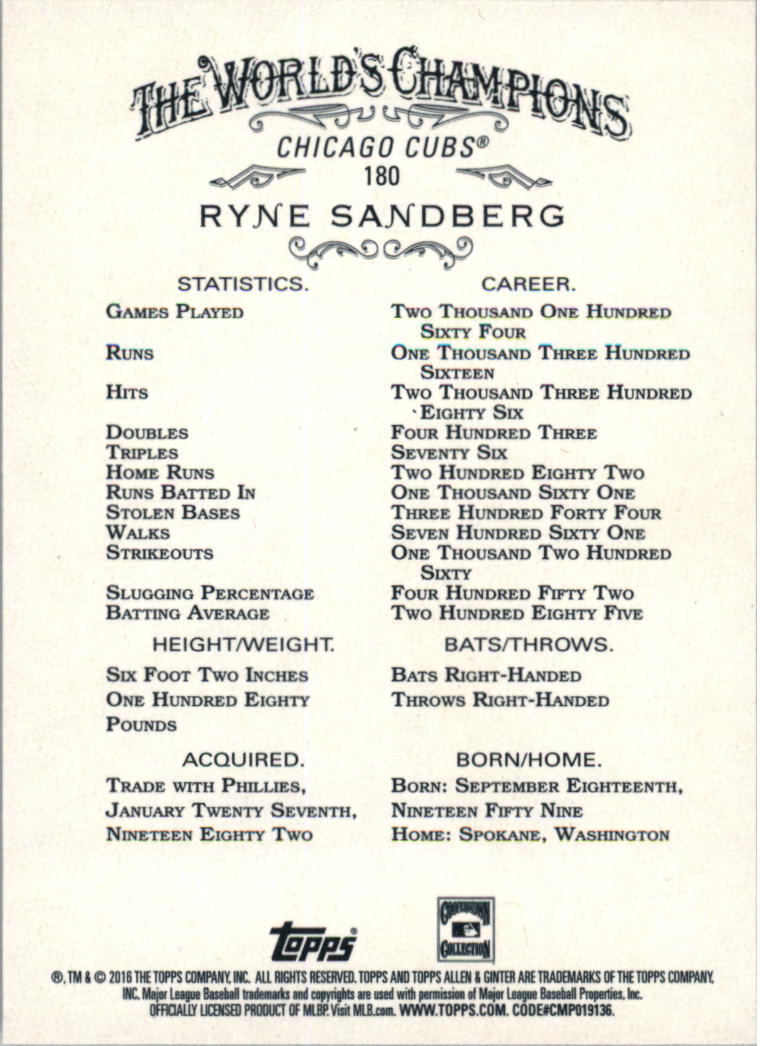 THE WORLD'S CHAMPIONS
CHICAGO CUBS®
180
RYNE SANDBERG
STATISTICS. CAREER.
GAMES PLAYED TWO THOUSAND ONE HUNDRED
SIXTY FOUR
RUNS ONE THOUSAND THREE HUNDRED
SIXTEEN
HITS TWO THOUSAND THREE HUNDRED
EIGHTY SIX
DOUBLES FOUR HUNDRED THREE
TRIPLES SEVENTY SIX
HOME RUNS TWO HUNDRED EIGHTY TWO
RUNS BATTED IN ONE THOUSAND SIXTY ONE
STOLEN BASES THREE HUNDRED FORTY FOUR
WALKS SEVEN HUNDRED SIXTY ONE
STRIKEOUTS ONE THOUSAND TWO HUNDRED
SIXTY
SLUGGING PERCENTAGE FOUR HUNDRED FIFTY TWO
BATTING AVERAGE TWO HUNDRED EIGHTY FIVE
HEIGHT/WEIGHT. BATS/THROWS.
SIX FOOT TWO INCHES BATS RIGHT-HANDED
ONE HUNDRED EIGHTY THROWS RIGHT-HANDED
POUNDS
ACQUIRED. BORN/HOME.
TRADE WITH PHILLIES, BORN: SEPTEMBER EIGHTEENTH,
JANUARY TWENTY SEVENTH, NINETEEN FIFTY NINE
NINETEEN EIGHTY TWO HOME: SPOKANE, WASHINGTON
COOPERSTOWN
topps®
COLLECTION
®, TM & © 2016 THE TOPPS COMPANY, INC. ALL RIGHTS RESERVED. TOPPS AND TOPPS ALLEN & GINTER ARE TRADEMARKS OF THE TOPPS COMPANY,
INC. Major League Baseball trademarks and copyrights are used with permission of Major League Baseball Properties, Inc.
OFFICIALLY LICENSED PRODUCT OF MLBP. Visit MLB.com. WWW.TOPPS.COM. CODE#CMP019136.